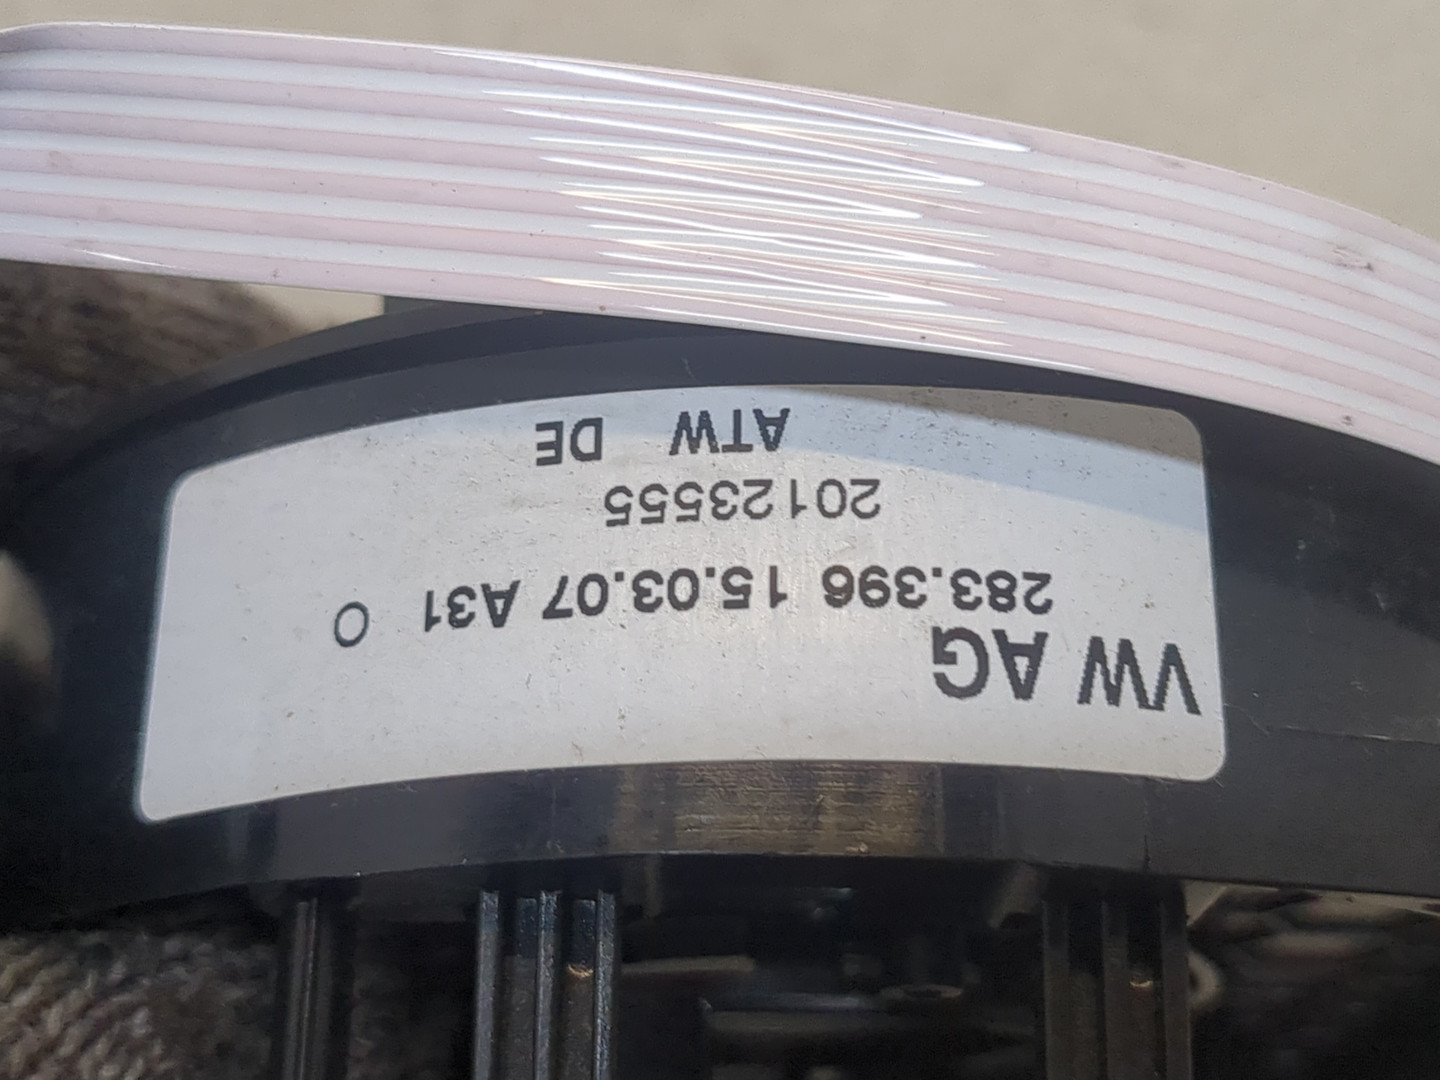 VW AG
283.396 15.03.07 A31 O
20123555
ATW DE